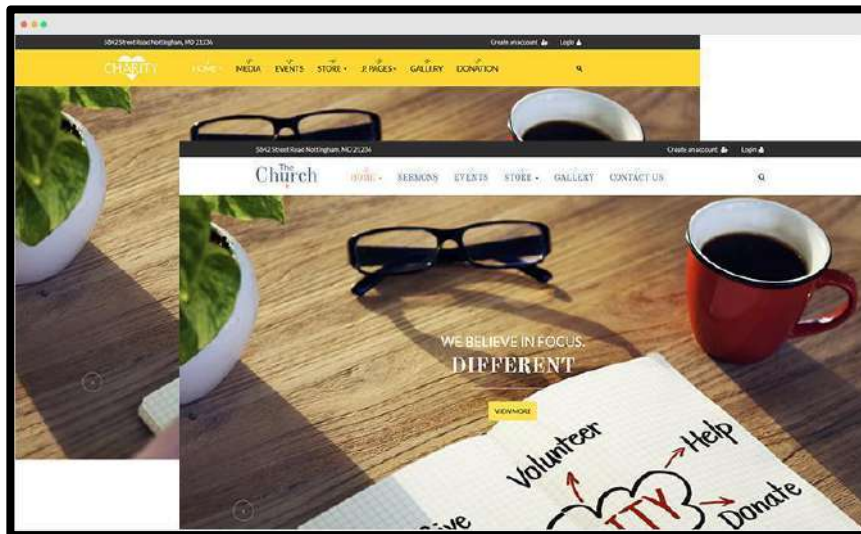 5842 Street Road Nottingham, MD 21236 Create an account Login
CHARITY HOME MEDIA EVENTS STORE JE PAGES GALLERY DONATION
5842 Street Road Nottingham, MD 21236 Create an account Login
The Church HOME SERMONS EVENTS STORE GALLERY CONTACT US
WE BELIEVE IN FOCUS.
DIFFERENT
VIEW MORE
Volunteer
Help
Donate